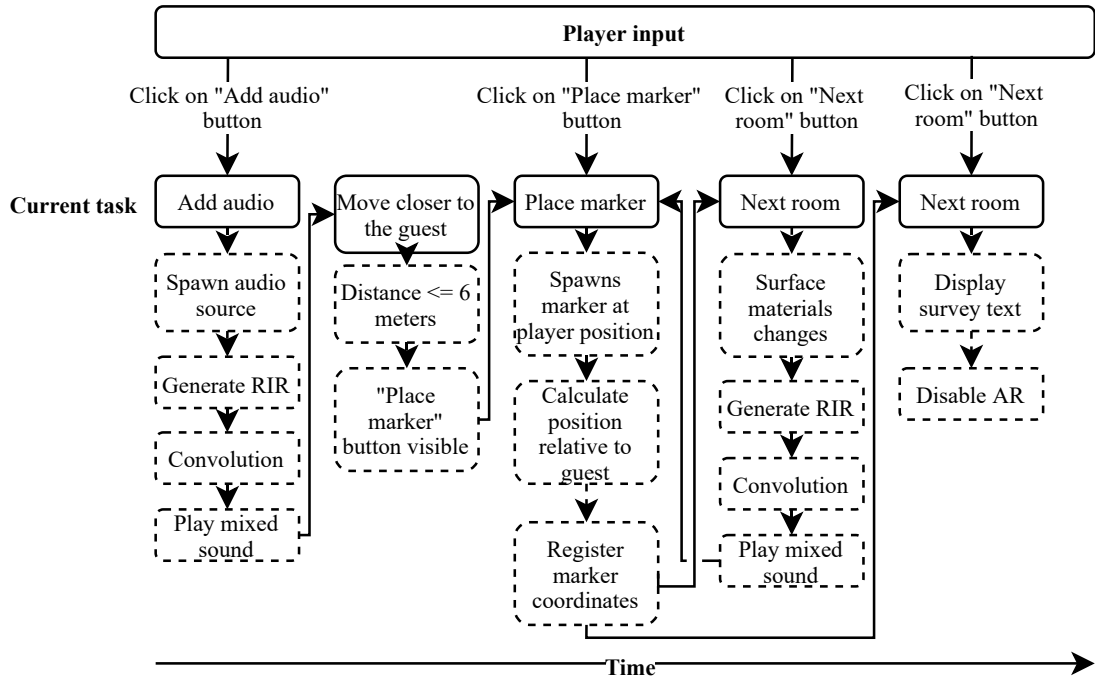 Player input
Click on "Add audio"
button
Click on "Place marker"
button
Click on "Next
room" button
Click on "Next
room" button
Current task
Add audio
Move closer to
the guest
Place marker
Next room
Next room
Spawn audio
source
Generate RIR
Convolution
Play mixed
sound
Distance <= 6
meters
"Place
marker"
button visible
Spawns
marker at
player position
Calculate
position
relative to
guest
Register
marker
coordinates
Surface
materials
changes
Generate RIR
Convolution
Play mixed
sound
Display
survey text
Disable AR
Time